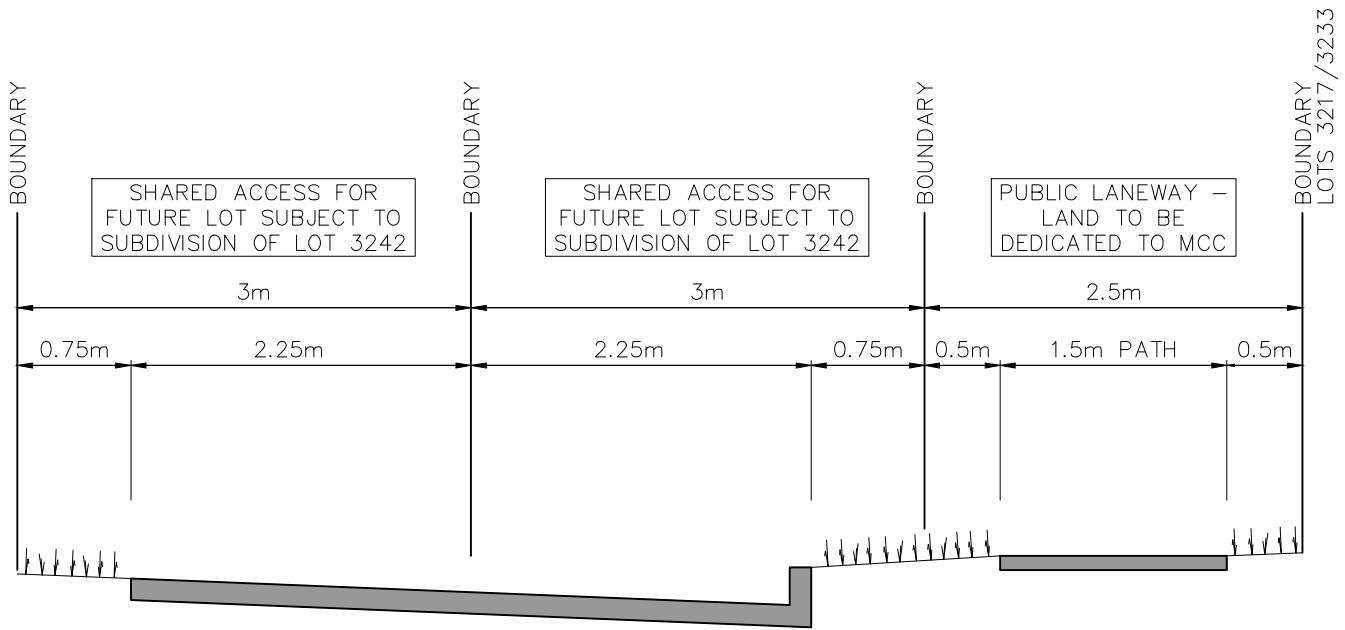 BOUNDARY
BOUNDARY
BOUNDARY
BOUNDARY
LOTS 3217/3233
SHARED ACCESS FOR
FUTURE LOT SUBJECT TO
SUBDIVISION OF LOT 3242
SHARED ACCESS FOR
FUTURE LOT SUBJECT TO
SUBDIVISION OF LOT 3242
PUBLIC LANEWAY –
LAND TO BE
DEDICATED TO MCC
3m
3m
2.5m
0.75m
2.25m
2.25m
0.75m
0.5m
1.5m PATH
0.5m